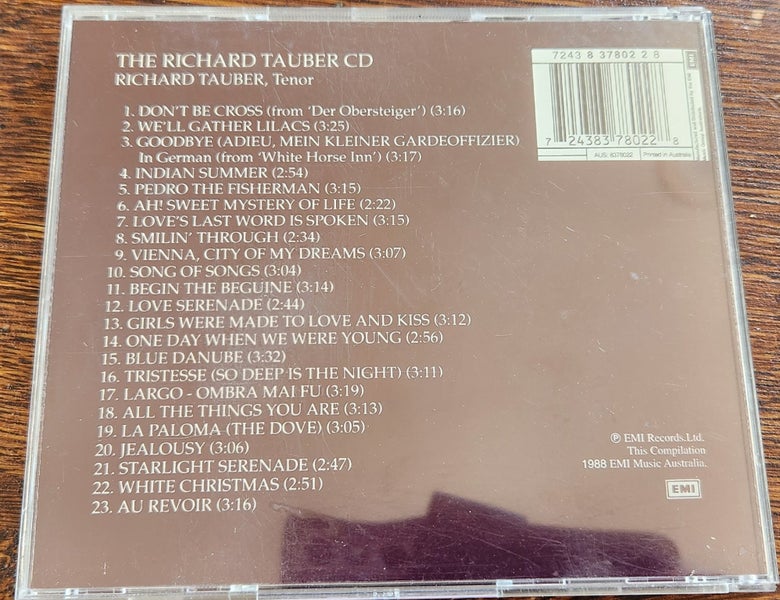 THE RICHARD TAUBER CD
RICHARD TAUBER, Tenor
1. DON'T BE CROSS (from 'Der Obersteiger') (3:16)
2. WE'LL GATHER LILACS (3:25)
3. GOODBYE (ADIEU, MEIN KLEINER GARDEOFFIZIER)
In German (from 'White Horse Inn') (3:17)
4. INDIAN SUMMER (2:54)
5. PEDRO THE FISHERMAN (3:15)
6. AH! SWEET MYSTERY OF LIFE (2:22)
7. LOVE'S LAST WORD IS SPOKEN (3:15)
8. SMILIN' THROUGH (2:34)
9. VIENNA, CITY OF MY DREAMS (3:07)
10. SONG OF SONGS (3:04)
11. BEGIN THE BEGUINE (3:14)
12. LOVE SERENADE (2:44)
13. GIRLS WERE MADE TO LOVE AND KISS (3:12)
14. ONE DAY WHEN WE WERE YOUNG (2:56)
15. BLUE DANUBE (3:32)
16. TRISTESSE (SO DEEP IS THE NIGHT) (3:11)
17. LARGO - OMBRA MAI FU (3:19)
18. ALL THE THINGS YOU ARE (3:13)
19. LA PALOMA (THE DOVE) (3:05)
20. JEALOUSY (3:06)
21. STARLIGHT SERENADE (2:47)
22. WHITE CHRISTMAS (2:51)
23. AU REVOIR (3:16)
7243 8 37802 2 8
7 24383 78022 8
AUS: 8378022 Printed in Australia
EMI
℗ EMI Records.Ltd.
This Compilation
1988 EMI Music Australia.
EMI